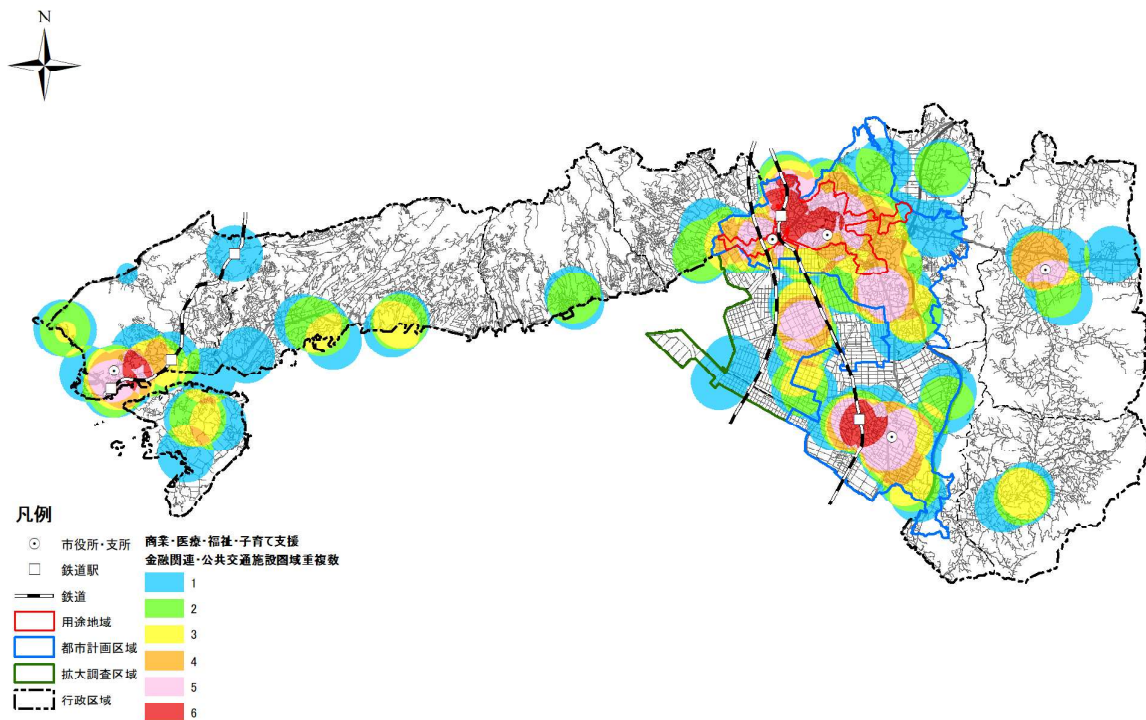 N
凡例
市役所・支所
鉄道駅
鉄道
用途地域
都市計画区域
拡大調査区域
行政区域
商業・医療・福祉・子育て支援
金融関連・公共交通施設圏域重複数
1
2
3
4
5
6